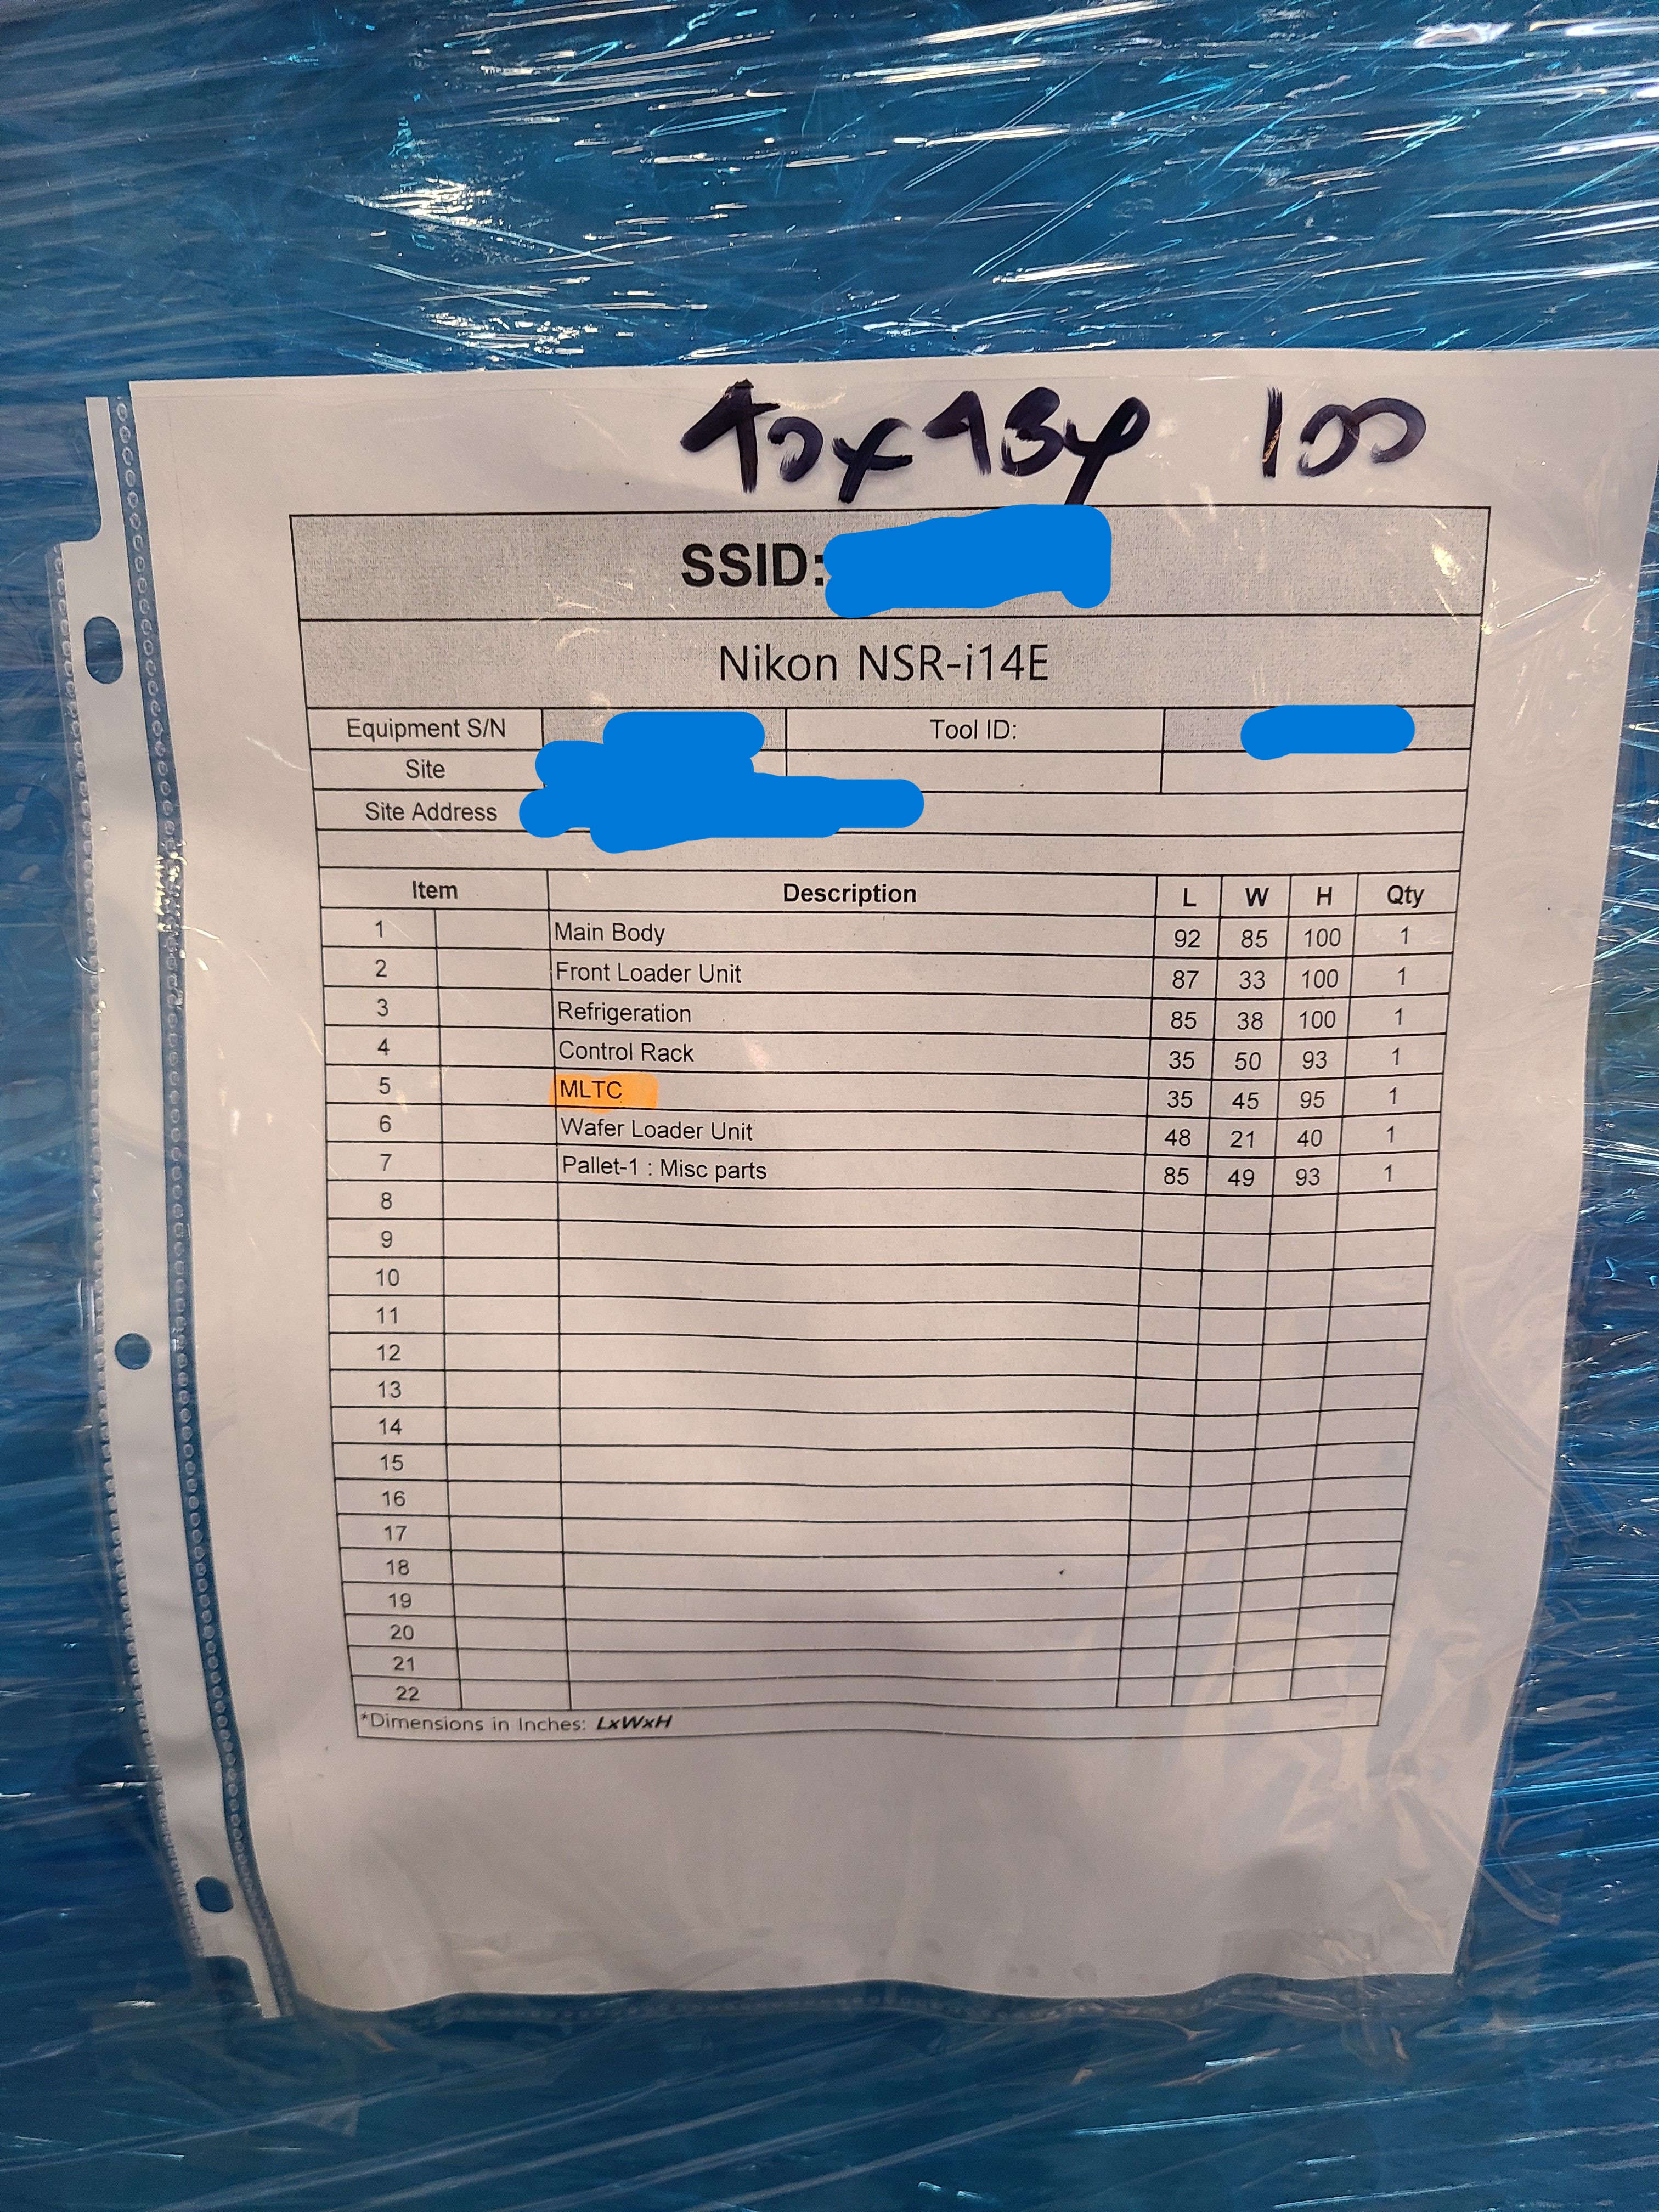 100
SSID:
Nikon NSR-i14E
Equipment S/N Tool ID:
Site
Site Address
Item Description L W H Qty
1 Main Body 92 85 100 1
2 Front Loader Unit 87 33 100 1
3 Refrigeration 85 38 100 1
4 Control Rack 35 50 93 1
5 MLTC 35 45 95 1
6 Wafer Loader Unit 48 21 40 1
7 Pallet-1 : Misc parts 85 49 93 1
8
9
10
11
12
13
14
15
16
17
18
19
20
21
22
*Dimensions in Inches: LxWxH